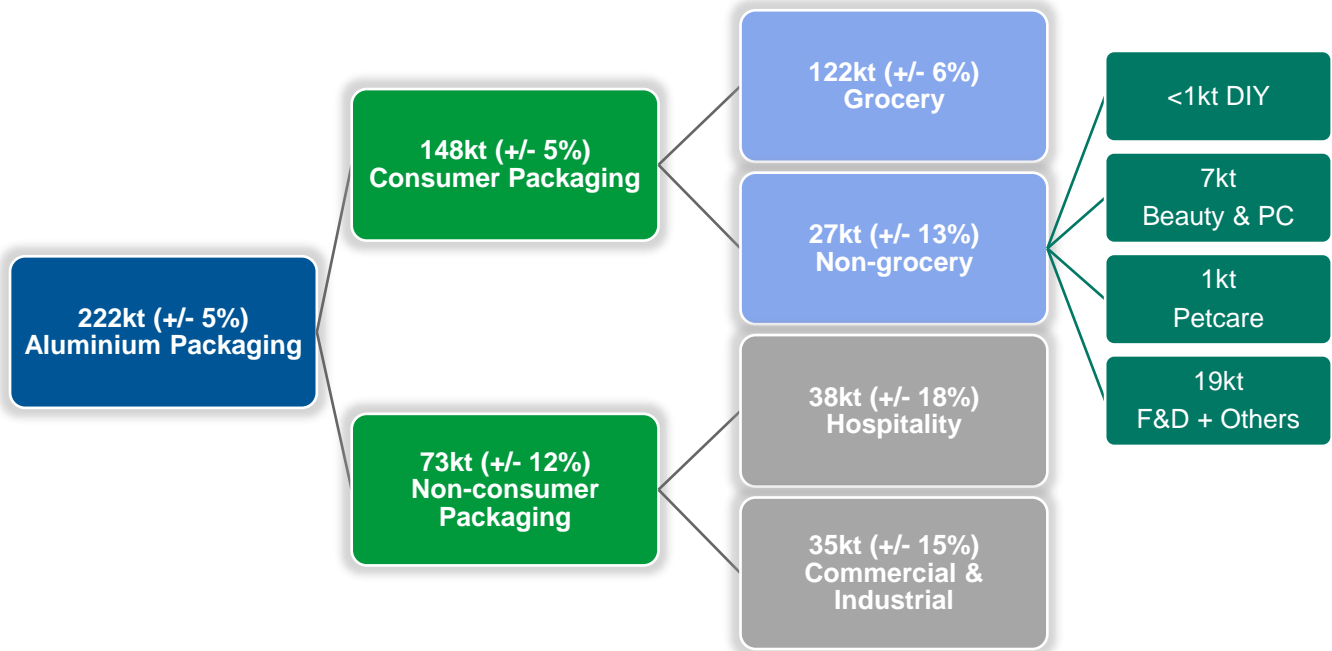 222kt (+/- 5%)
Aluminium Packaging
148kt (+/- 5%)
Consumer Packaging
73kt (+/- 12%)
Non-consumer
Packaging
122kt (+/- 6%)
Grocery
27kt (+/- 13%)
Non-grocery
38kt (+/- 18%)
Hospitality
35kt (+/- 15%)
Commercial &
Industrial
<1kt DIY
7kt
Beauty & PC
1kt
Petcare
19kt
F&D + Others